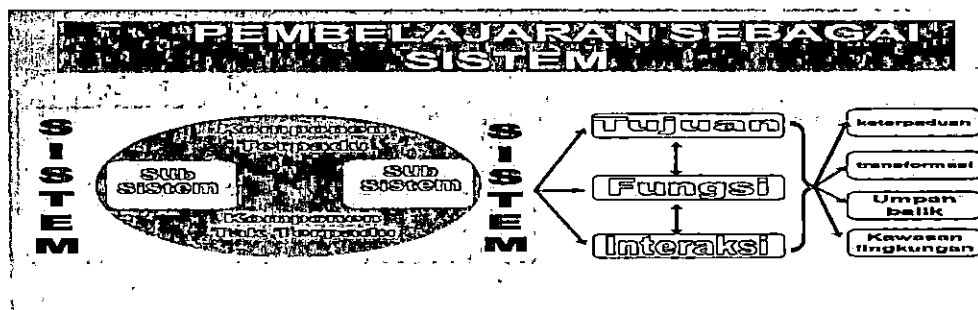 PEMBELAJARAN SEBAGAI
SISTEM
SISTEM
Komponen
Terpadu
sub
sistem
sub
sistem
Komponen
Tak Terpadu
SISTEM
Tujuan
Fungsi
Interaksi
keterpaduan
transformasi
Umpan
balik
Kawasan
lingkungan